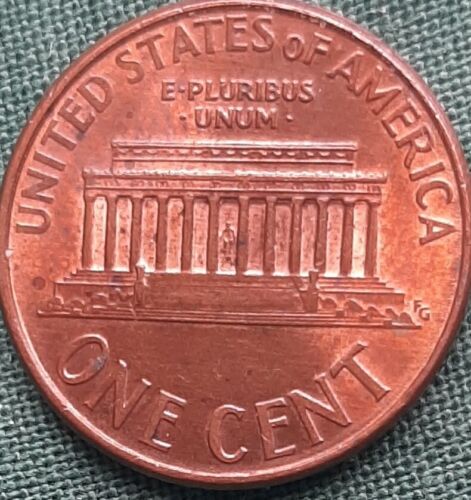 UNITED STATES OF AMERICA
E·PLURIBUS
·UNUM·
FG
ONE CENT